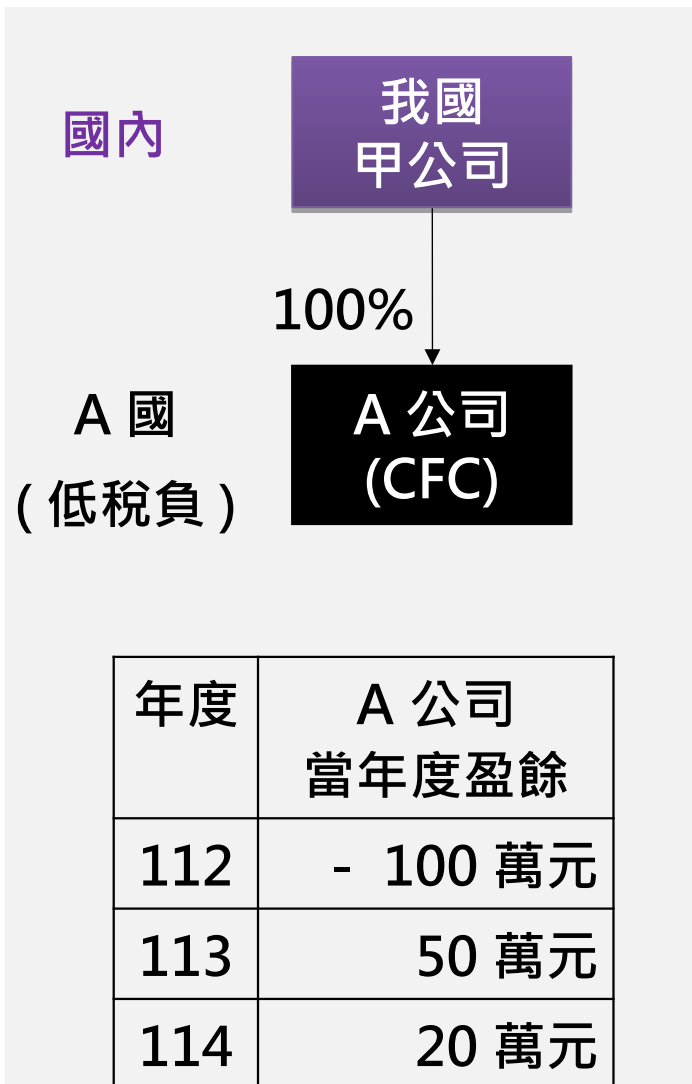 國內
我國
甲公司
100%
A 國
(低稅負)
A 公司
(CFC)
年度
A 公司
當年度盈餘
112
- 100 萬元
113
50 萬元
114
20 萬元